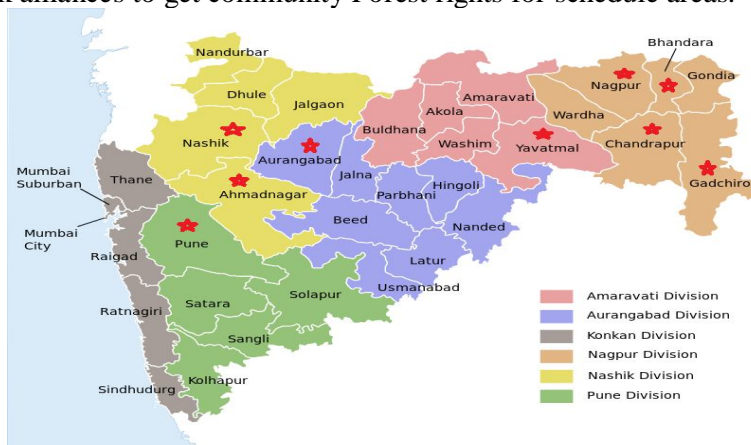 to get community Forest rights for schedule areas.
Nandurbar
Bhandara
Dhule
Jalgaon
Nagpur
Gondia
Amaravati
Akola
Wardha
Buldhana
Nashik
Washim
Yavatmal
Chandrapur
Aurangabad
Jalna
Mumbai
Suburban
Thane
Ahmadnagar
Parbhani
Hingoli
Gadchiro
Mumbai
City
Pune
Beed
Nanded
Raigad
Latur
Usmanabad
Solapur
Satara
Ratnagiri
Sangli
Sindhudurg
Kolhapur
Amaravati Division
Aurangabad Division
Konkan Division
Nagpur Division
Nashik Division
Pune Division